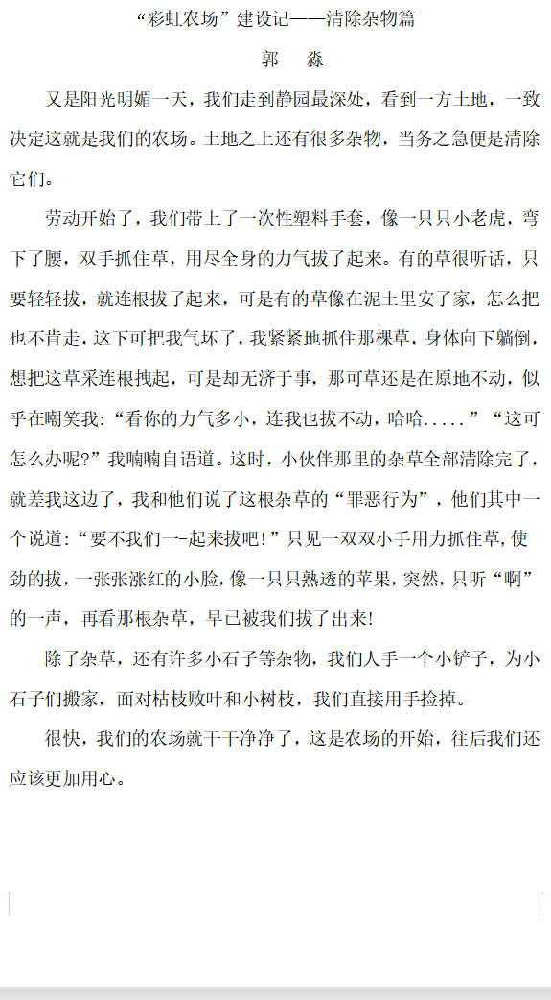 “彩虹农场”建设记——清除杂物篇
郭 淼
又是阳光明媚一天，我们走到静园最深处，看到一方土地，一致
决定这就是我们的农场。土地之上还有很多杂物，当务之急便是清除
它们。
劳动开始了，我们带上了一次性塑料手套，像一只只小老虎，弯
下了腰，双手抓住草，用尽全身的力气拔了起来。有的草很听话，只
要轻轻拔，就连根拔了起来，可是有的草像在泥土里安了家，怎么把
也不肯走，这下可把我气坏了，我紧紧地抓住那棵草，身体向下躺倒，
想把这草采连根拽起，可是却无济于事，那可草还是在原地不动，似
乎在嘲笑我:“看你的力气多小，连我也拔不动，哈哈.....”“这可
怎么办呢?”我喃喃自语道。这时，小伙伴那里的杂草全部清除完了，
就差我这边了，我和他们说了这根杂草的“罪恶行为”，他们其中一
个说道:“要不我们一-起来拔吧!”只见一双双小手用力抓住草,使
劲的拔，一张张涨红的小脸,像一只只熟透的苹果，突然，只听“啊”
的一声，再看那根杂草，早已被我们拔了出来!
除了杂草，还有许多小石子等杂物，我们人手一个小铲子，为小
石子们搬家，面对枯枝败叶和小树枝，我们直接用手捡掉。
很快，我们的农场就干干净净了，这是农场的开始，往后我们还
应该更加用心。